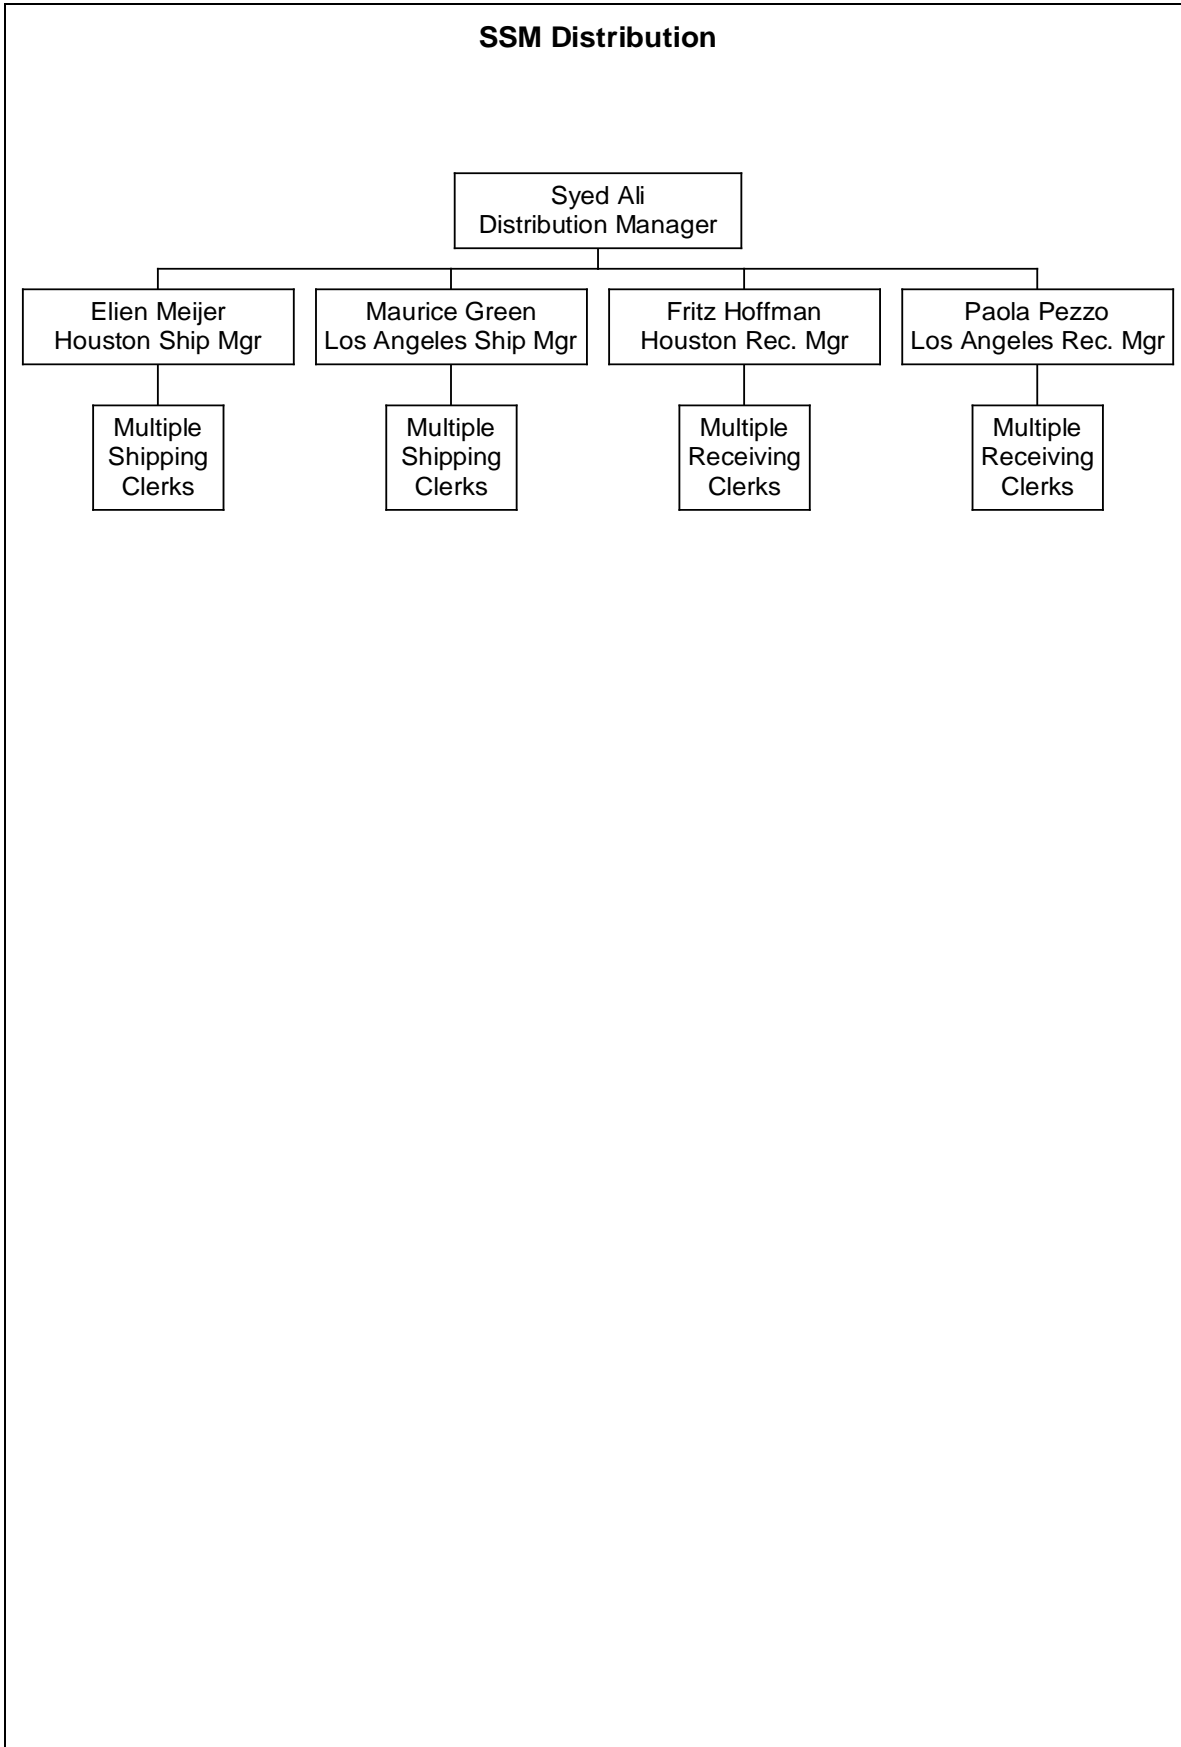 SSM Distribution
Syed Ali
Distribution Manager
Elien Meijer
Houston Ship Mgr
Maurice Green
Los Angeles Ship Mgr
Fritz Hoffman
Houston Rec. Mgr
Paola Pezzo
Los Angeles Rec. Mgr
Multiple
Shipping
Clerks
Multiple
Shipping
Clerks
Multiple
Receiving
Clerks
Multiple
Receiving
Clerks